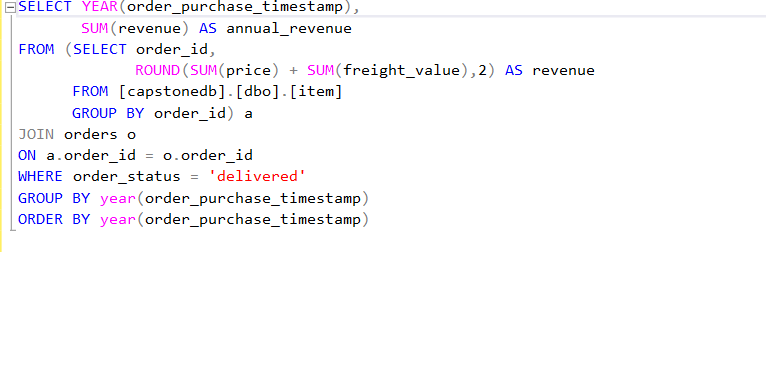 SELECT YEAR(order_purchase_timestamp),
SUM(revenue) AS annual_revenue
FROM (SELECT order_id,
ROUND(SUM(price) + SUM(freight_value),2) AS revenue
FROM [capstonedb].[dbo].[item]
GROUP BY order_id) a
JOIN orders o
ON a.order_id = o.order_id
WHERE order_status = 'delivered'
GROUP BY year(order_purchase_timestamp)
ORDER BY year(order_purchase_timestamp)